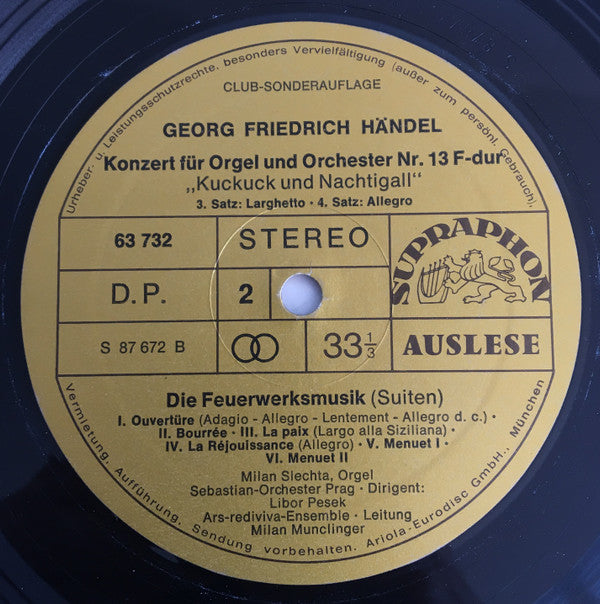 Urheber- u. Leistungsschutzrechte, besonders Vervielfältigung (außer zum persönl. Gebrauch),
CLUB-SONDERAUFLAGE
GEORG FRIEDRICH HÄNDEL
Konzert für Orgel und Orchester Nr. 13 F-dur
„Kuckuck und Nachtigall“
3. Satz: Larghetto · 4. Satz: Allegro
63 732
STEREO
SUPRAPHON
D.P.
2
S 87 672 B
33 1/3
AUSLESE
Die Feuerwerksmusik (Suiten)
I. Ouvertüre (Adagio - Allegro - Lentement - Allegro d. c.) ·
II. Bourrée · III. La paix (Largo alla Siziliana) ·
IV. La Réjouissance (Allegro) · V. Menuet I ·
VI. Menuet II
Milan Slechta, Orgel
Sebastian-Orchester Prag · Dirigent:
Libor Pesek
Ars-rediviva-Ensemble · Leitung
Milan Munclinger
Vermietung, Aufführung, Sendung vorbehalten. Ariola-Eurodisc GmbH., München